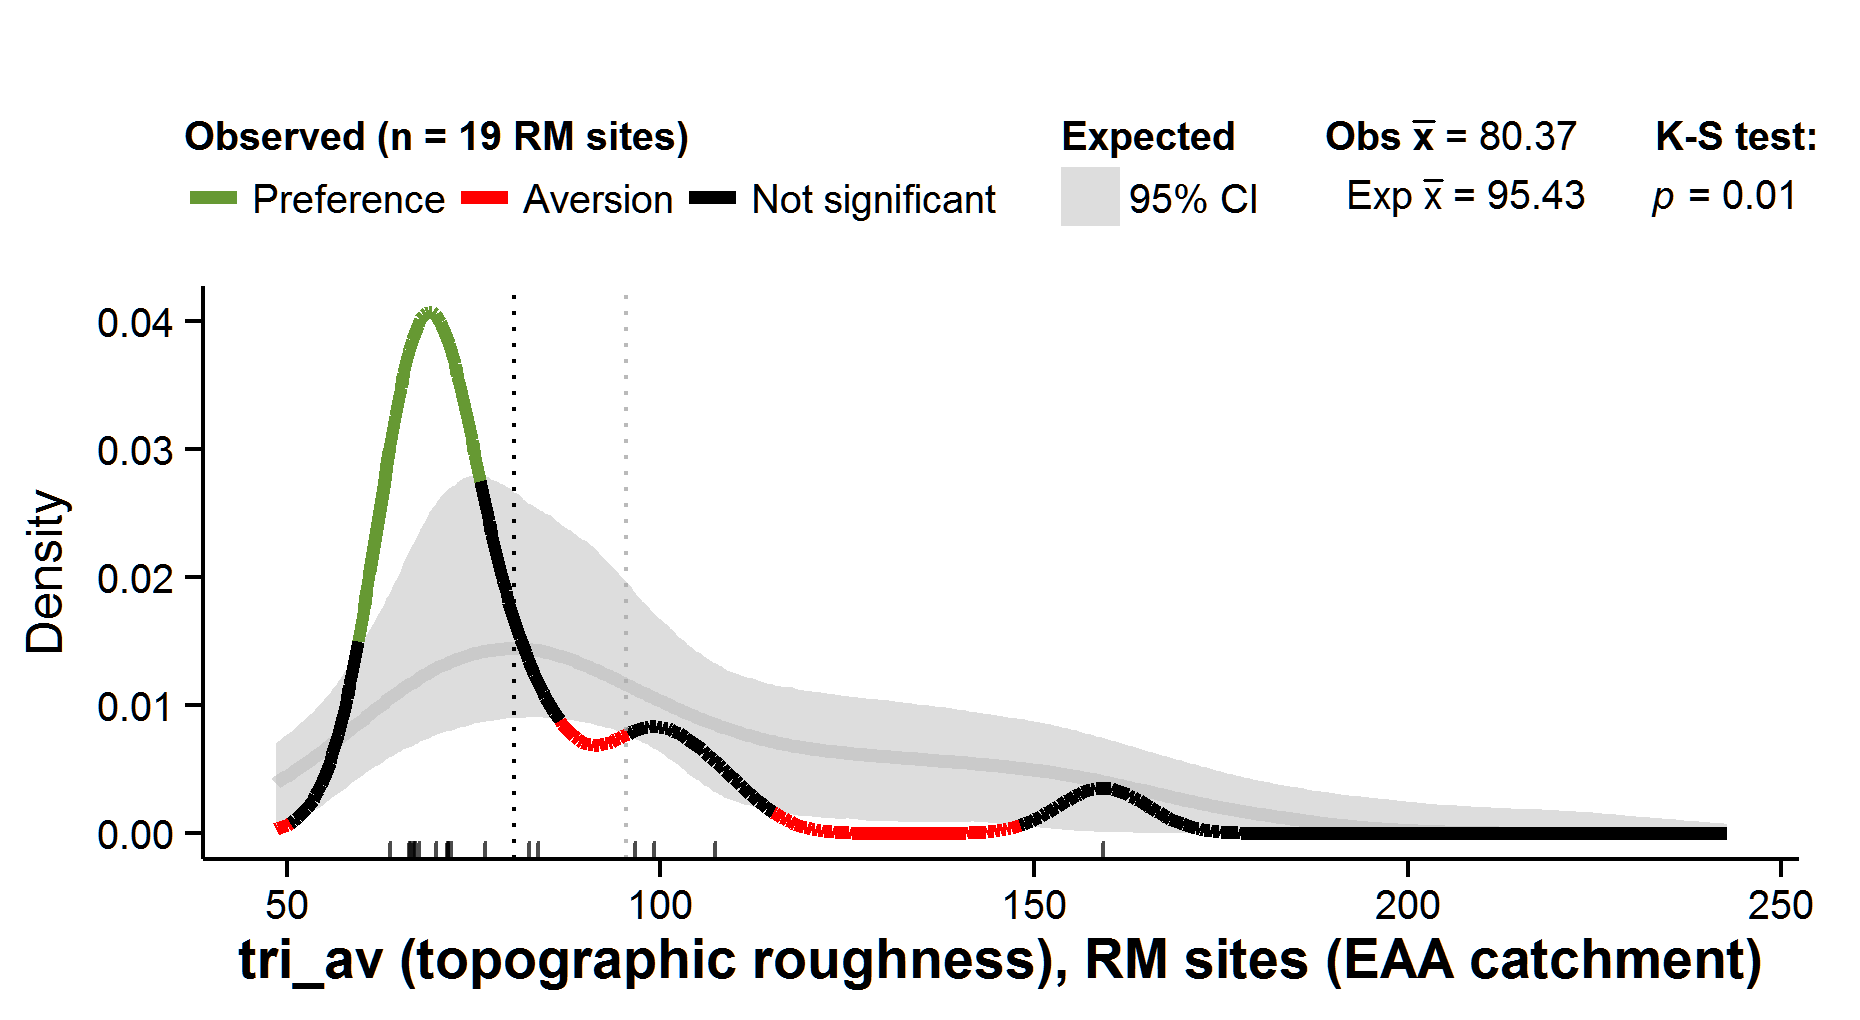 Observed (n = 19 RM sites) Expected Obs x̅ = 80.37 K-S test:
Preference Aversion Not significant 95% CI Exp x̅ = 95.43 p = 0.01
0.04
0.03
0.02
0.01
0.00
Density
50 100 150 200 250
tri_av (topographic roughness), RM sites (EAA catchment)